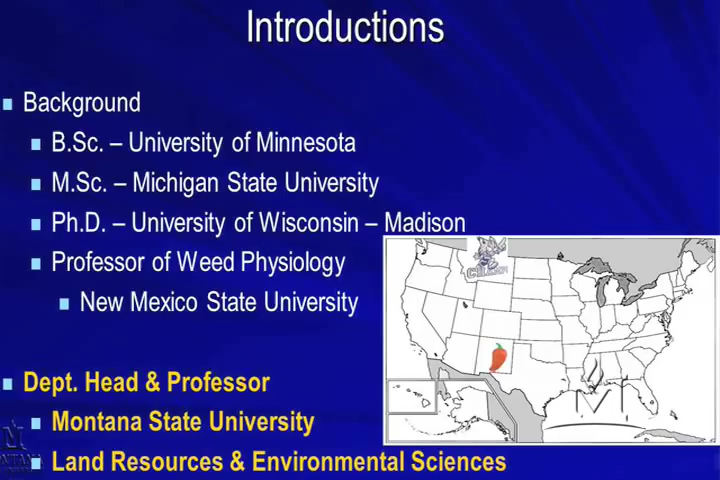 Introductions
Background
B.Sc. – University of Minnesota
M.Sc. – Michigan State University
Ph.D. – University of Wisconsin – Madison
Professor of Weed Physiology
New Mexico State University
Dept. Head & Professor
Montana State University
Land Resources & Environmental Sciences